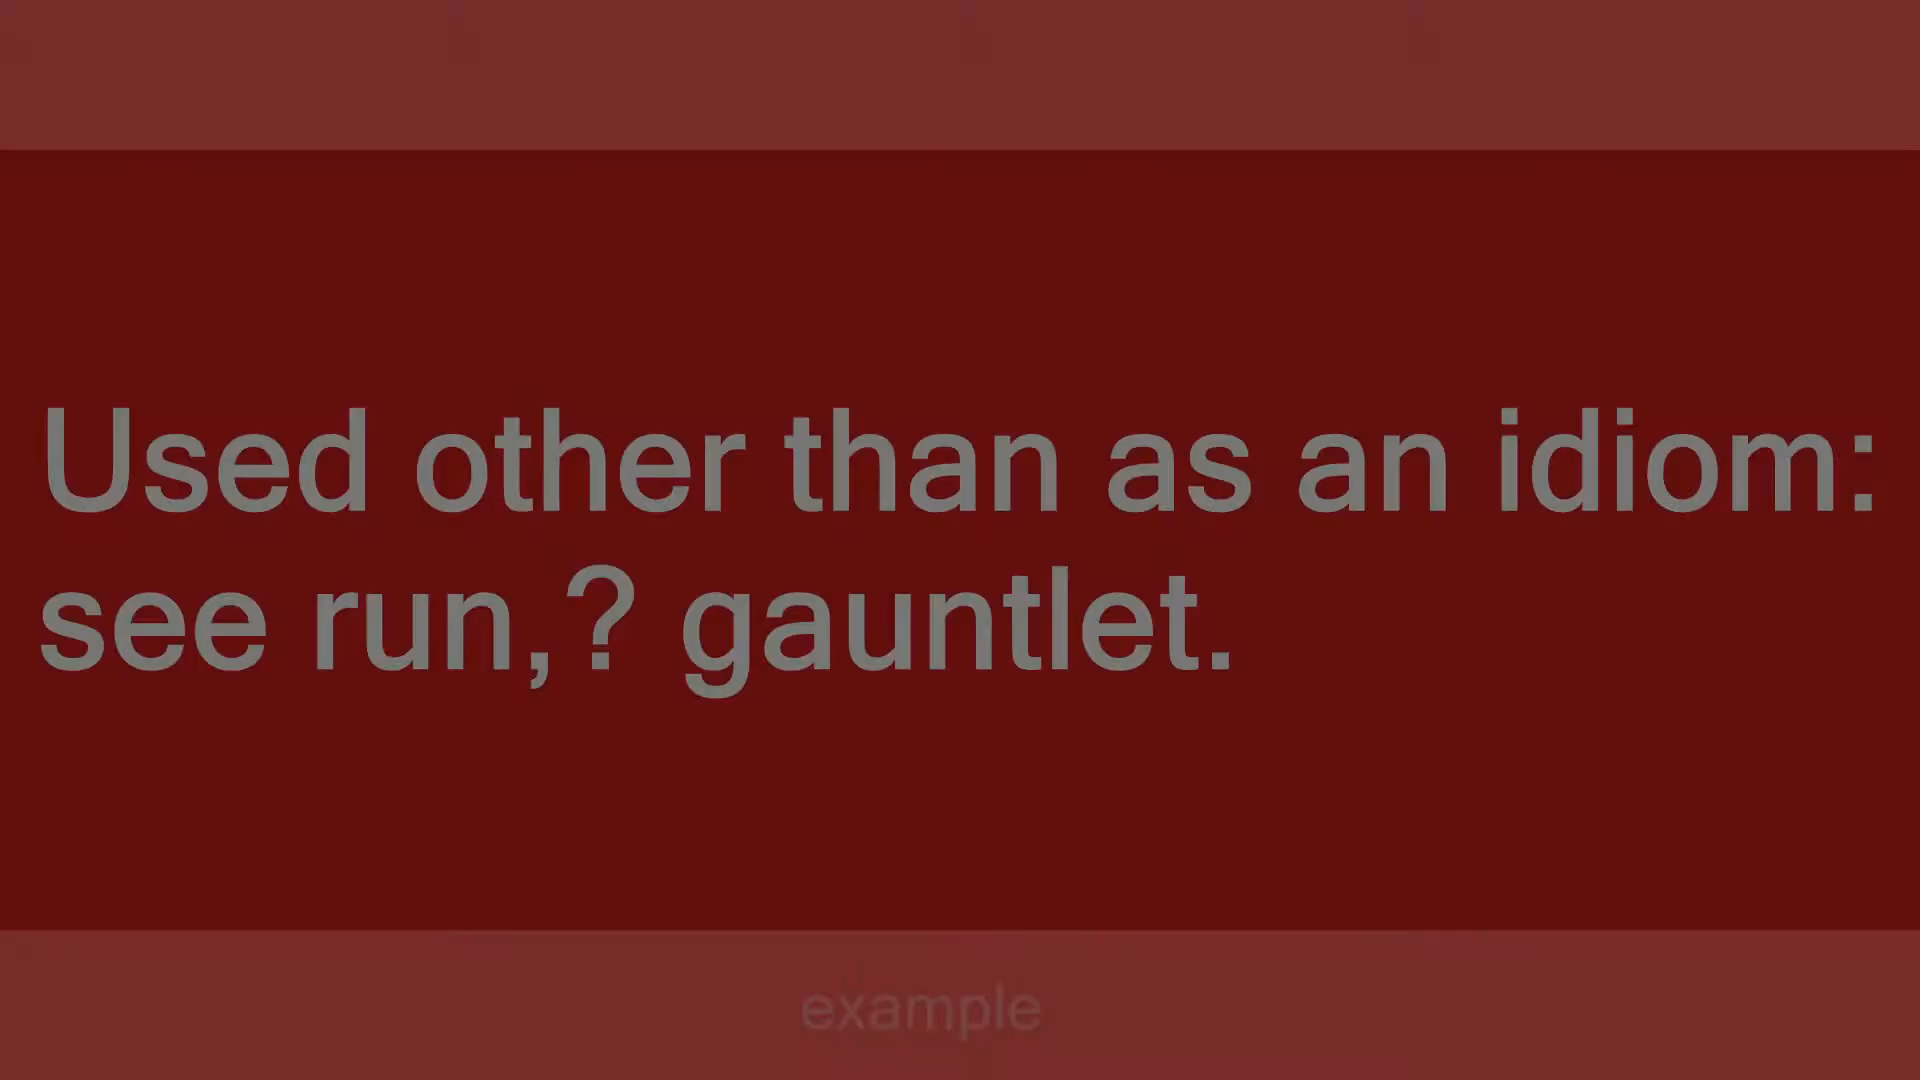 Used other than as an idiom:
see run,? gauntlet.
example